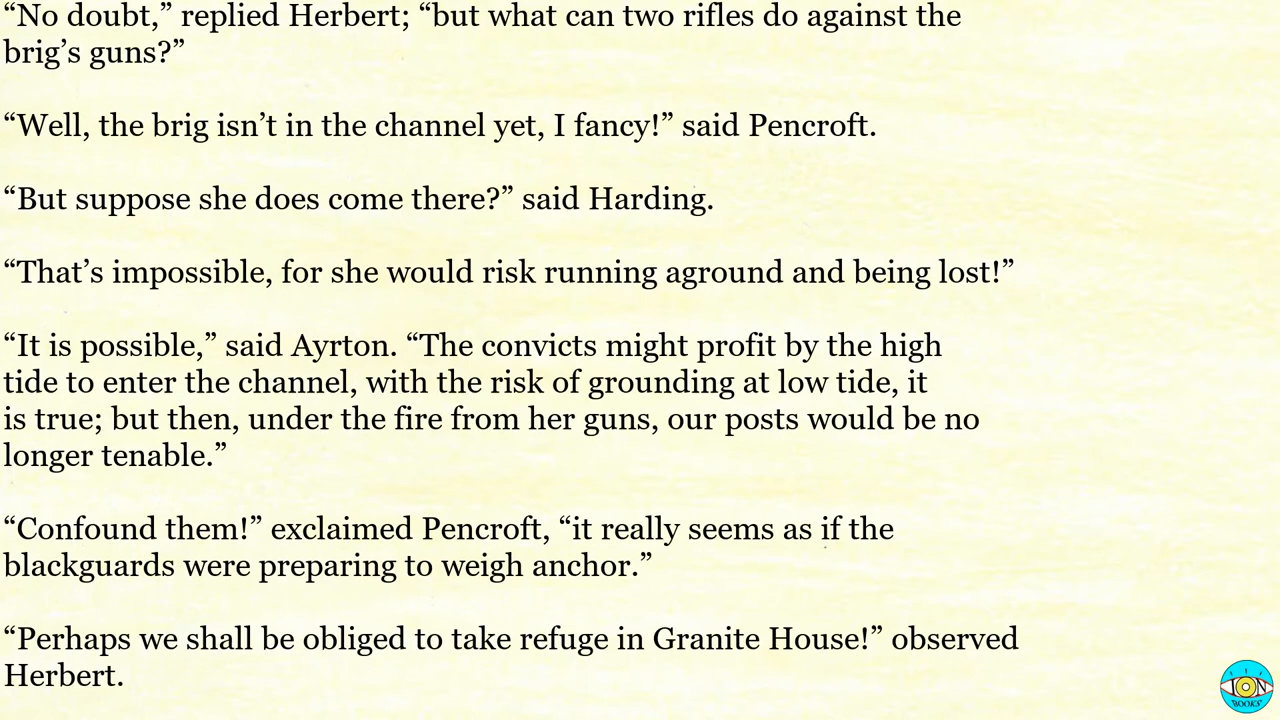 “No doubt,” replied Herbert; “but what can two rifles do against the
brig’s guns?”
“Well, the brig isn’t in the channel yet, I fancy!” said Pencroft.
“But suppose she does come there?” said Harding.
“That’s impossible, for she would risk running aground and being lost!”
“It is possible,” said Ayrton. “The convicts might profit by the high
tide to enter the channel, with the risk of grounding at low tide, it
is true; but then, under the fire from her guns, our posts would be no
longer tenable.”
“Confound them!” exclaimed Pencroft, “it really seems as if the
blackguards were preparing to weigh anchor.”
“Perhaps we shall be obliged to take refuge in Granite House!” observed
Herbert.
ION
BOOKS